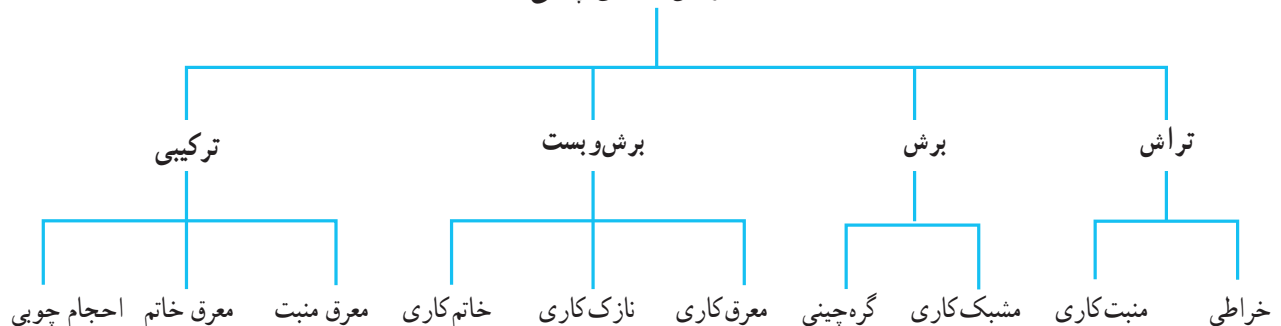 تراش برش برش‌و‌بست ترکیبی
خراطی منبت‌کاری مشبک‌کاری گره‌چینی معرق‌کاری نازک‌کاری خاتم‌کاری معرق منبت معرق خاتم احجام چوبی